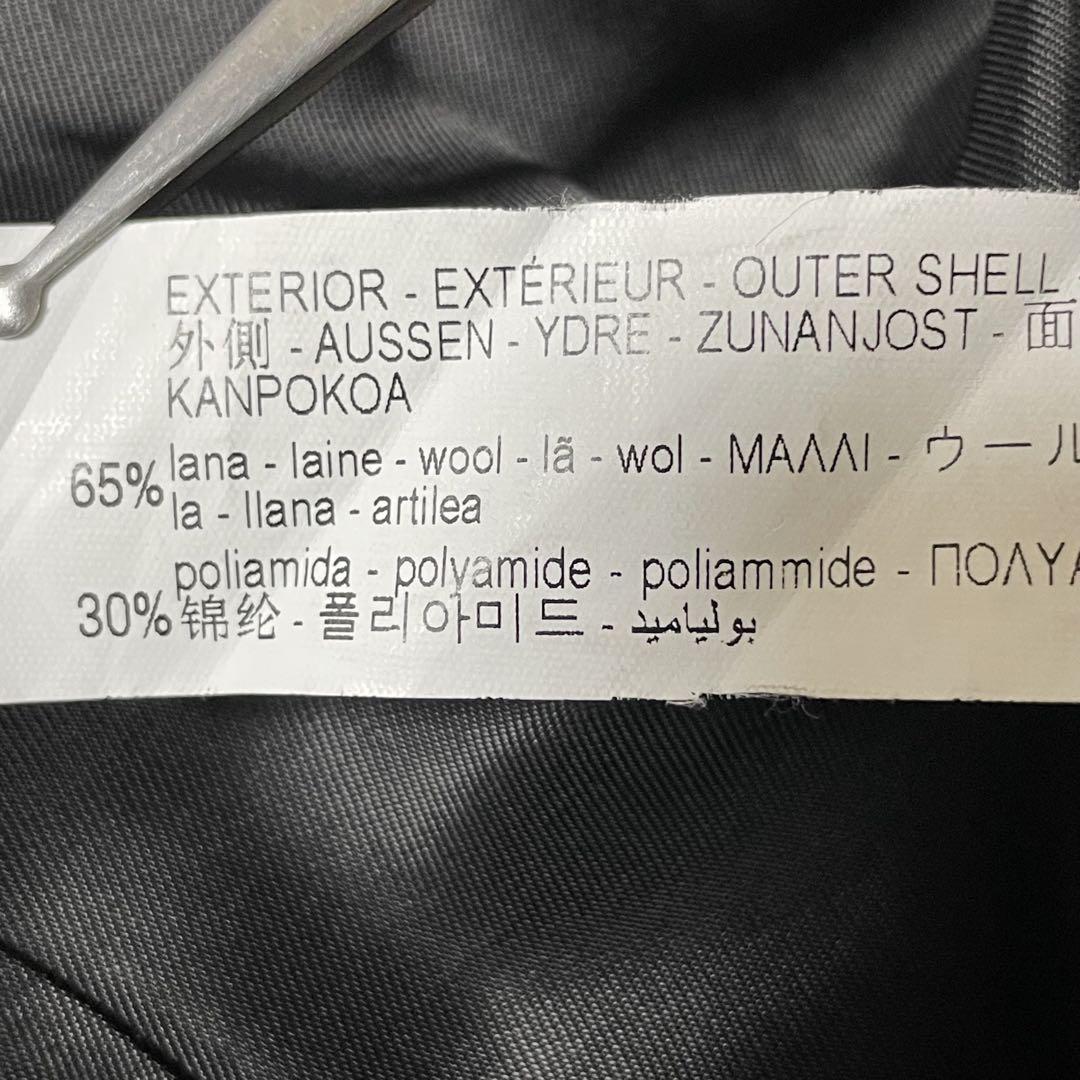 EXTERIOR - EXTÉRIEUR - OUTER SHELL
外側 - AUSSEN - YDRE - ZUNANJOST - 面
KANPOKOA
65% lana - laine - wool - lã - wol - ΜΑΛΛΙ - ウール
la - llana - artilea
poliamida - polyamide - poliammide - ΠΟΛΥΑ
30% 锦纶 - 폴리아미드 - بولياميد